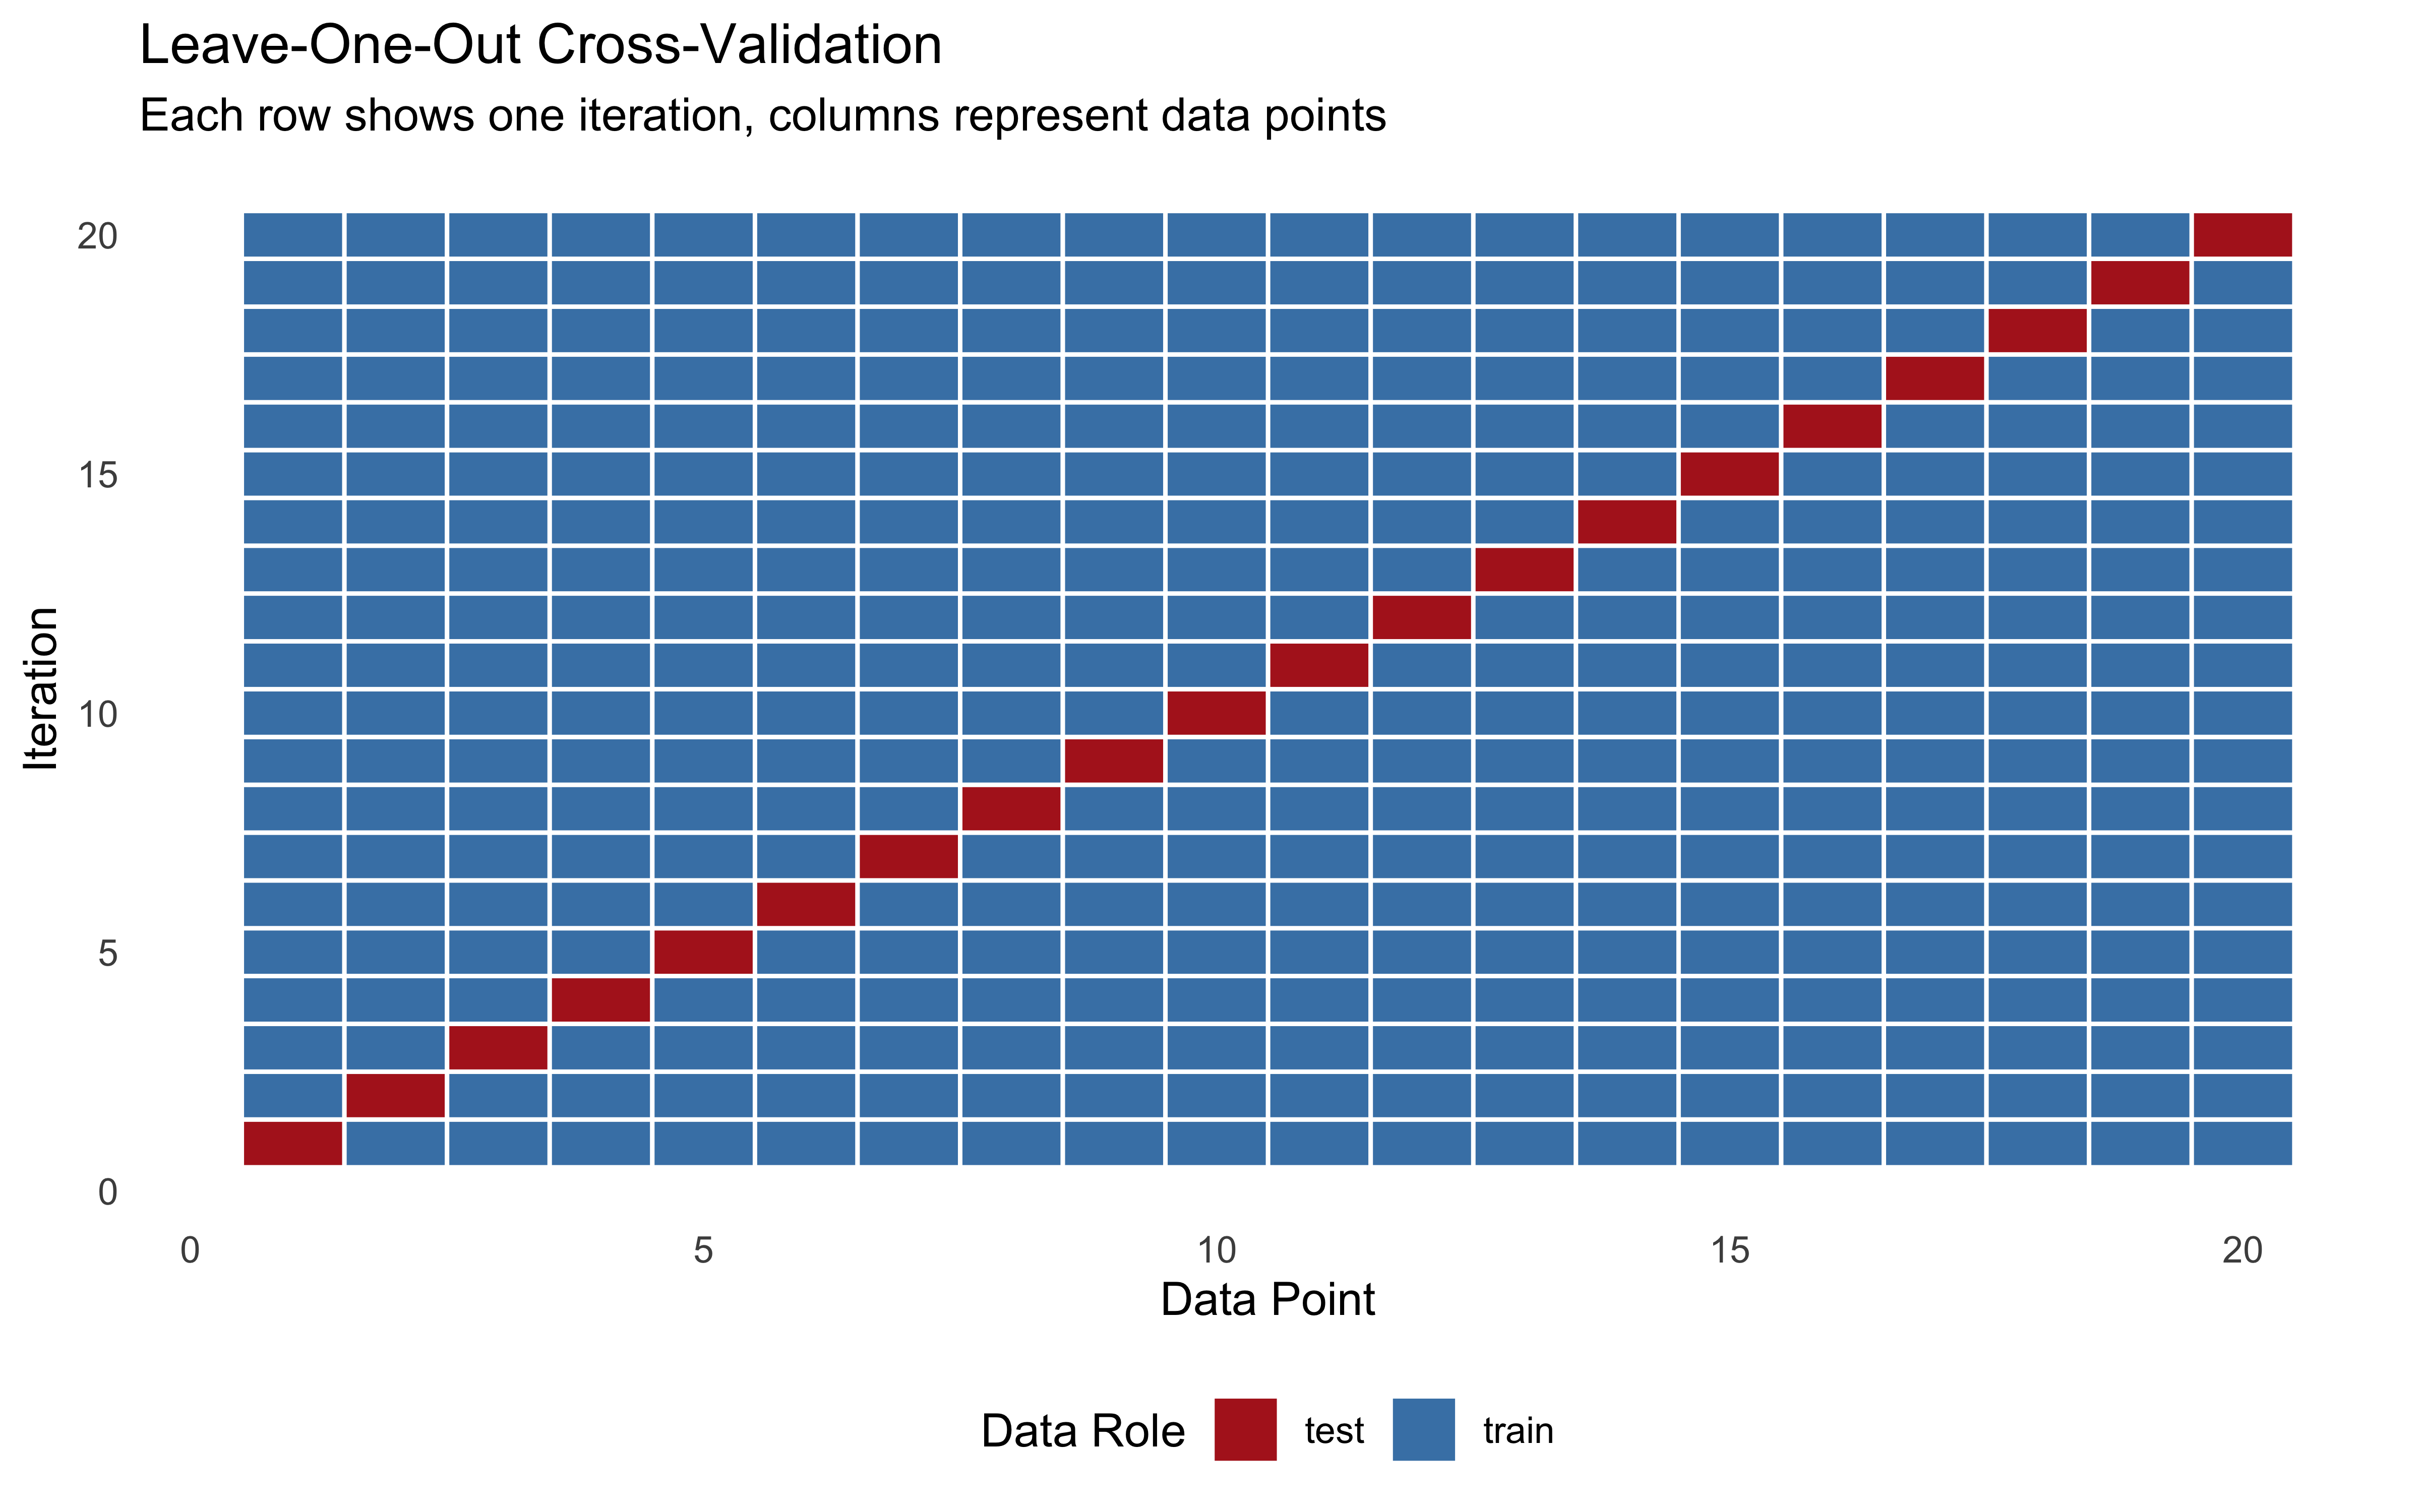 Leave-One-Out Cross-Validation
Each row shows one iteration, columns represent data points
20
15
10
5
0
Iteration
0 5 10 15 20
Data Point
Data Role test train